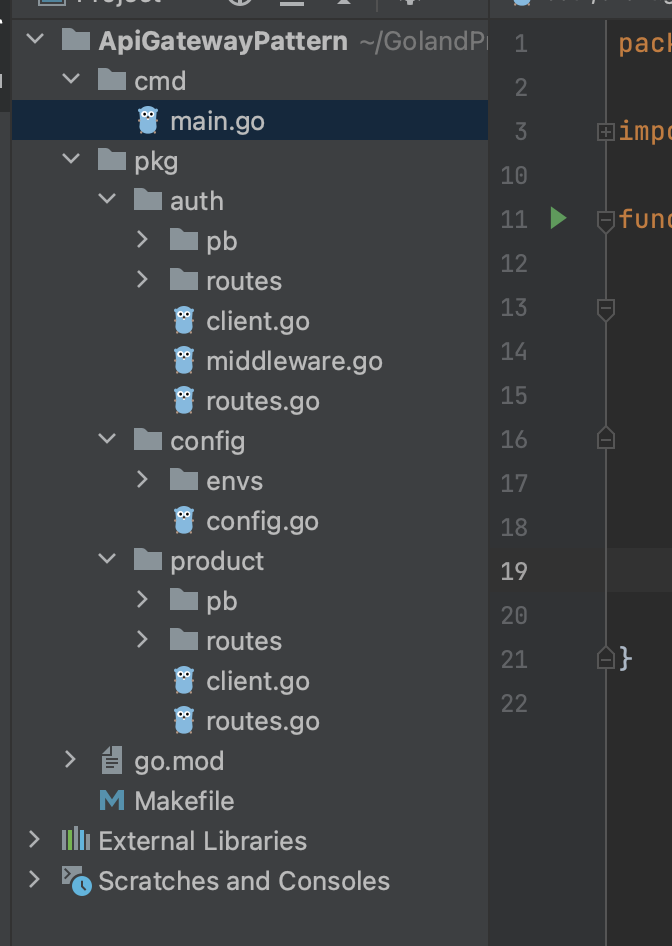 ApiGatewayPattern ~/GolandPr
cmd
main.go
pkg
auth
pb
routes
client.go
middleware.go
routes.go
config
envs
config.go
product
pb
routes
client.go
routes.go
go.mod
Makefile
External Libraries
Scratches and Consoles
1 pack
2
3 impo
10
11 func
12
13
14
15
16
17
18
19
20
21 }
22